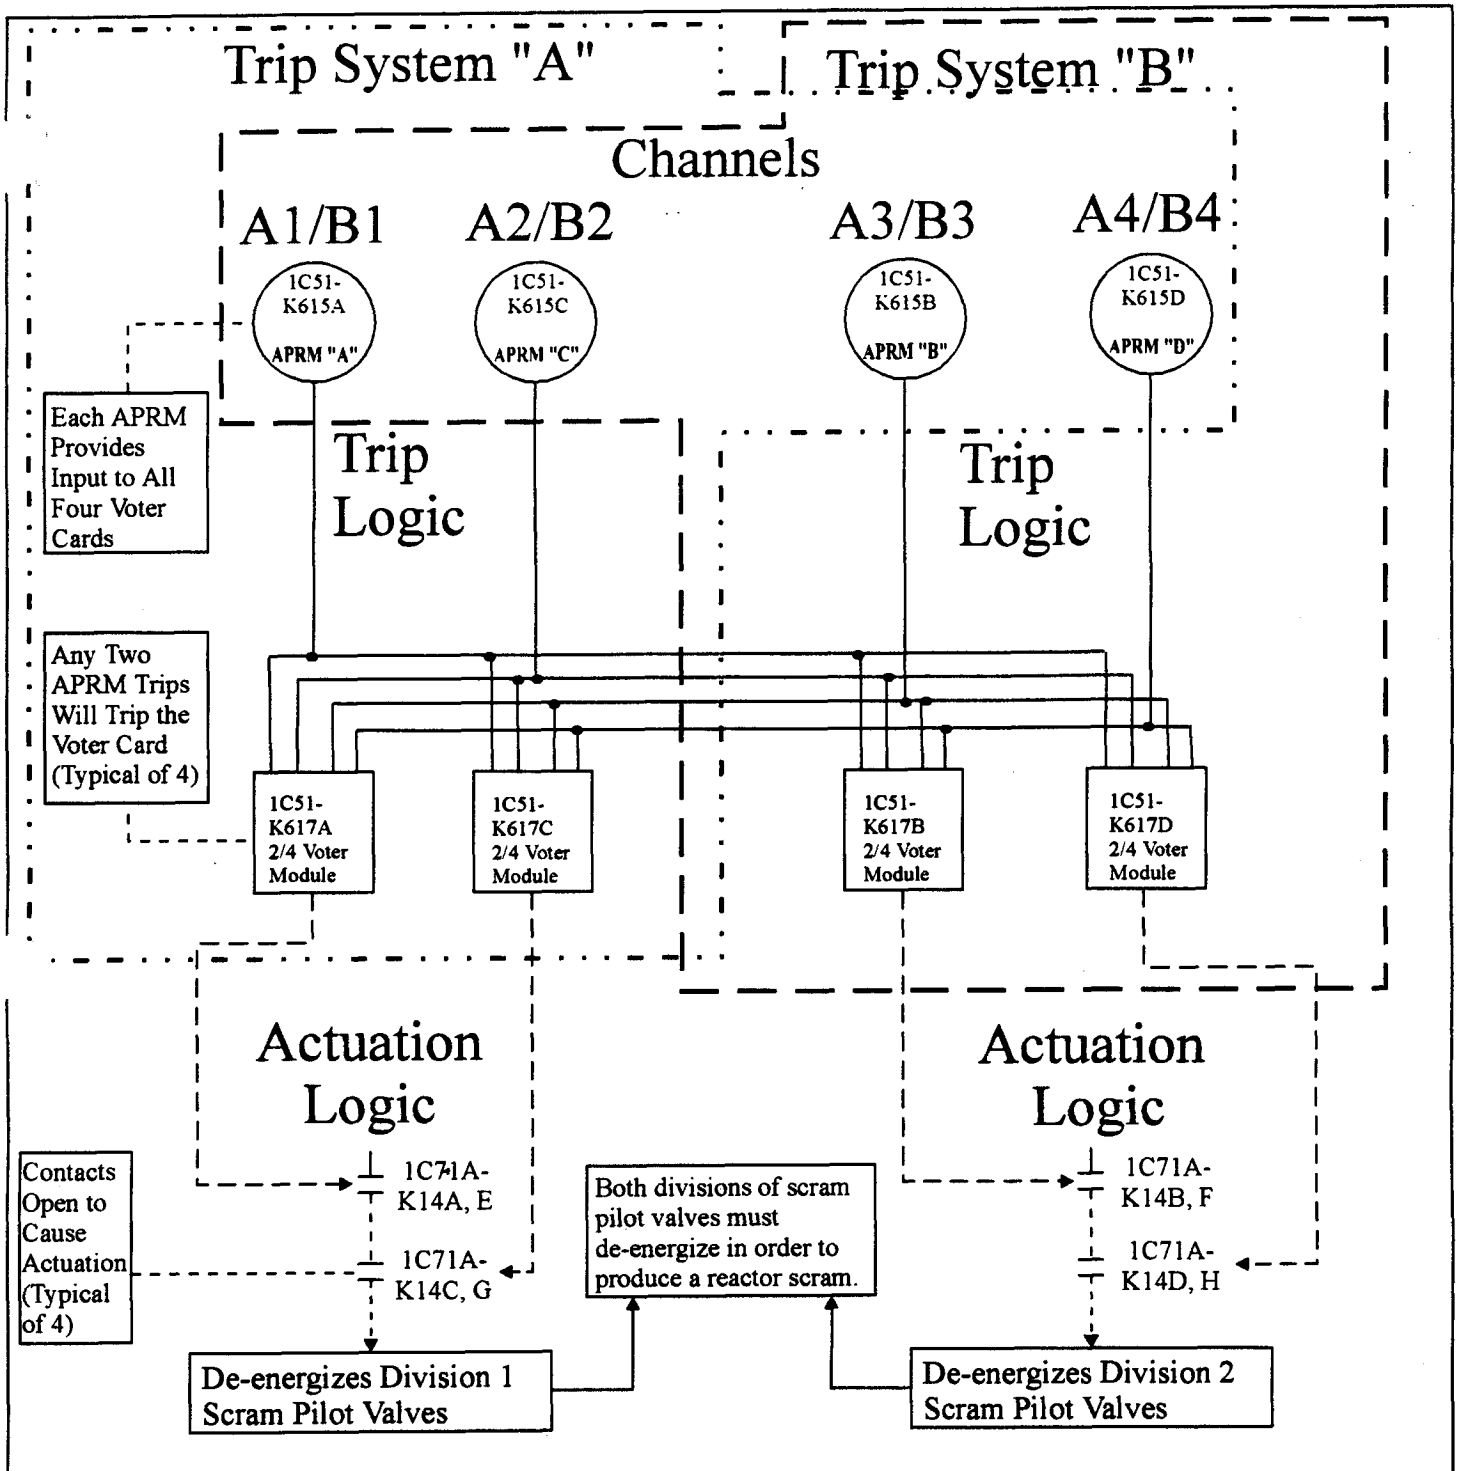 Trip System "A"
Trip System "B"
Channels
A1/B1
A2/B2
A3/B3
A4/B4
1C51-
K615A
APRM "A"
1C51-
K615C
APRM "C"
1C51-
K615B
APRM "B"
1C51-
K615D
APRM "D"
Each APRM
Provides
Input to All
Four Voter
Cards
Trip
Logic
Trip
Logic
Any Two
APRM Trips
Will Trip the
Voter Card
(Typical of 4)
1C51-
K617A
2/4 Voter
Module
1C51-
K617C
2/4 Voter
Module
1C51-
K617B
2/4 Voter
Module
1C51-
K617D
2/4 Voter
Module
Actuation
Logic
Actuation
Logic
Contacts
Open to
Cause
Actuation
(Typical
of 4)
1C71A-
K14A, E
1C71A-
K14C, G
Both divisions of scram
pilot valves must
de-energize in order to
produce a reactor scram.
1C71A-
K14B, F
1C71A-
K14D, H
De-energizes Division 1
Scram Pilot Valves
De-energizes Division 2
Scram Pilot Valves